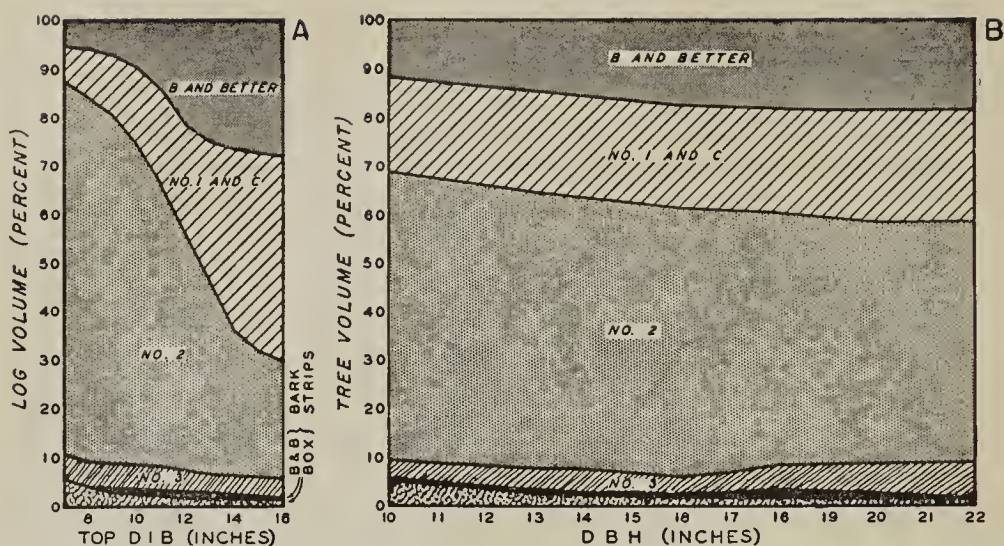 A
100
90
80
70
60
50
40
30
20
10
0
LOG VOLUME (PERCENT)
B AND BETTER
NO. 1 AND C
NO. 2
NO. 3
B&B BOX } BARK STRIPS
8 10 12 14 16
TOP DIB (INCHES)
B
100
90
80
70
60
50
40
30
20
10
0
TREE VOLUME (PERCENT)
B AND BETTER
NO. 1 AND C
NO. 2
NO. 3
10 11 12 13 14 15 16 17 18 19 20 21 22
DBH (INCHES)